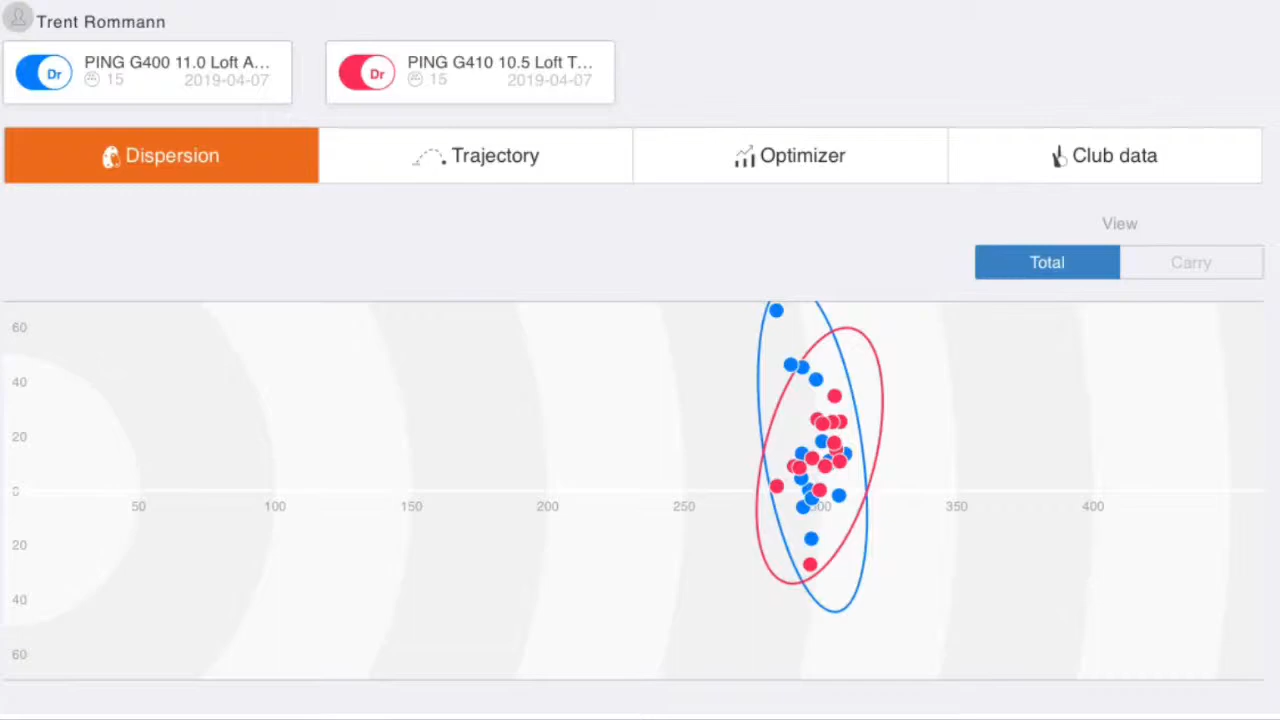 Trent Rommann
Dr PING G400 11.0 Loft A...
15 2019-04-07
Dr PING G410 10.5 Loft T...
15 2019-04-07
Dispersion Trajectory Optimizer Club data
View
Total Carry
60
40
20
0
50 100 150 200 250 300 350 400
20
40
60